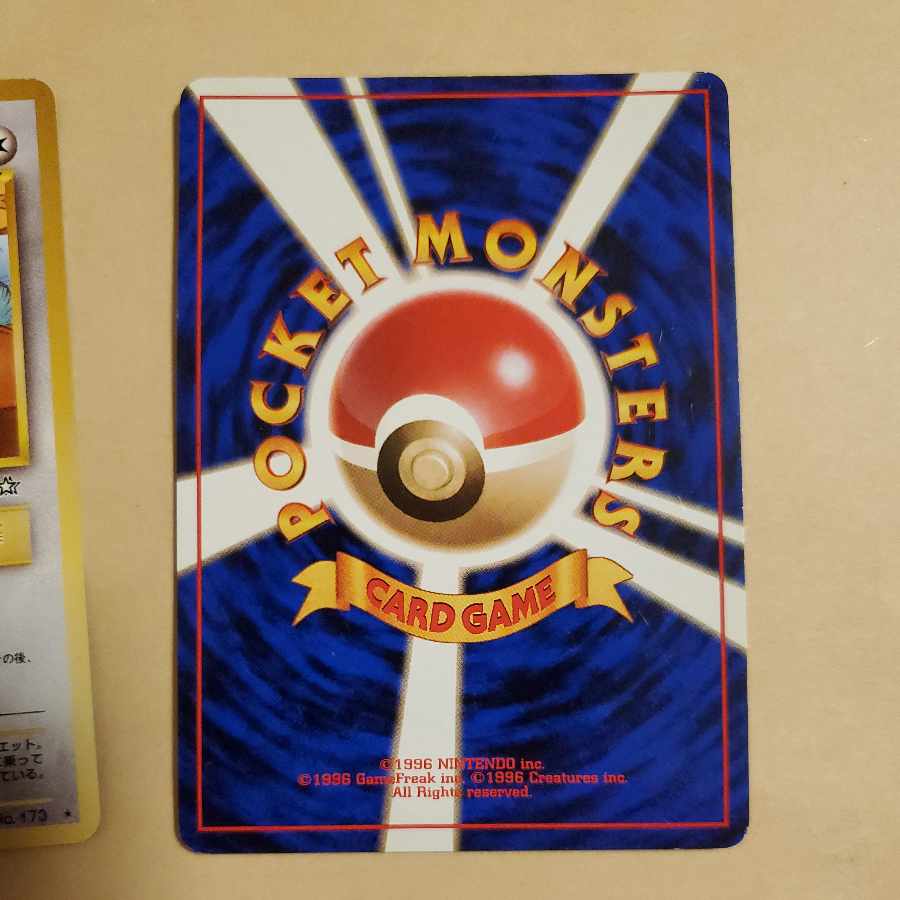 POCKET MONSTERS
CARD GAME
©1996 NINTENDO inc.
©1996 GameFreak inc. ©1996 Creatures inc.
All Rights reserved.
の後、
エット。
乗って
ている。
No. 173